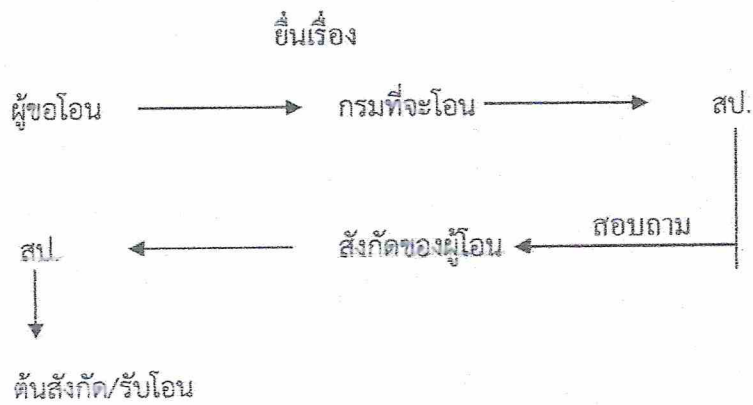 ยื่นเรื่อง
ผู้ขอโอน กรมที่จะโอน สป.
สอบถาม
สป. สังกัดของผู้โอน
ต้นสังกัด/รับโอน